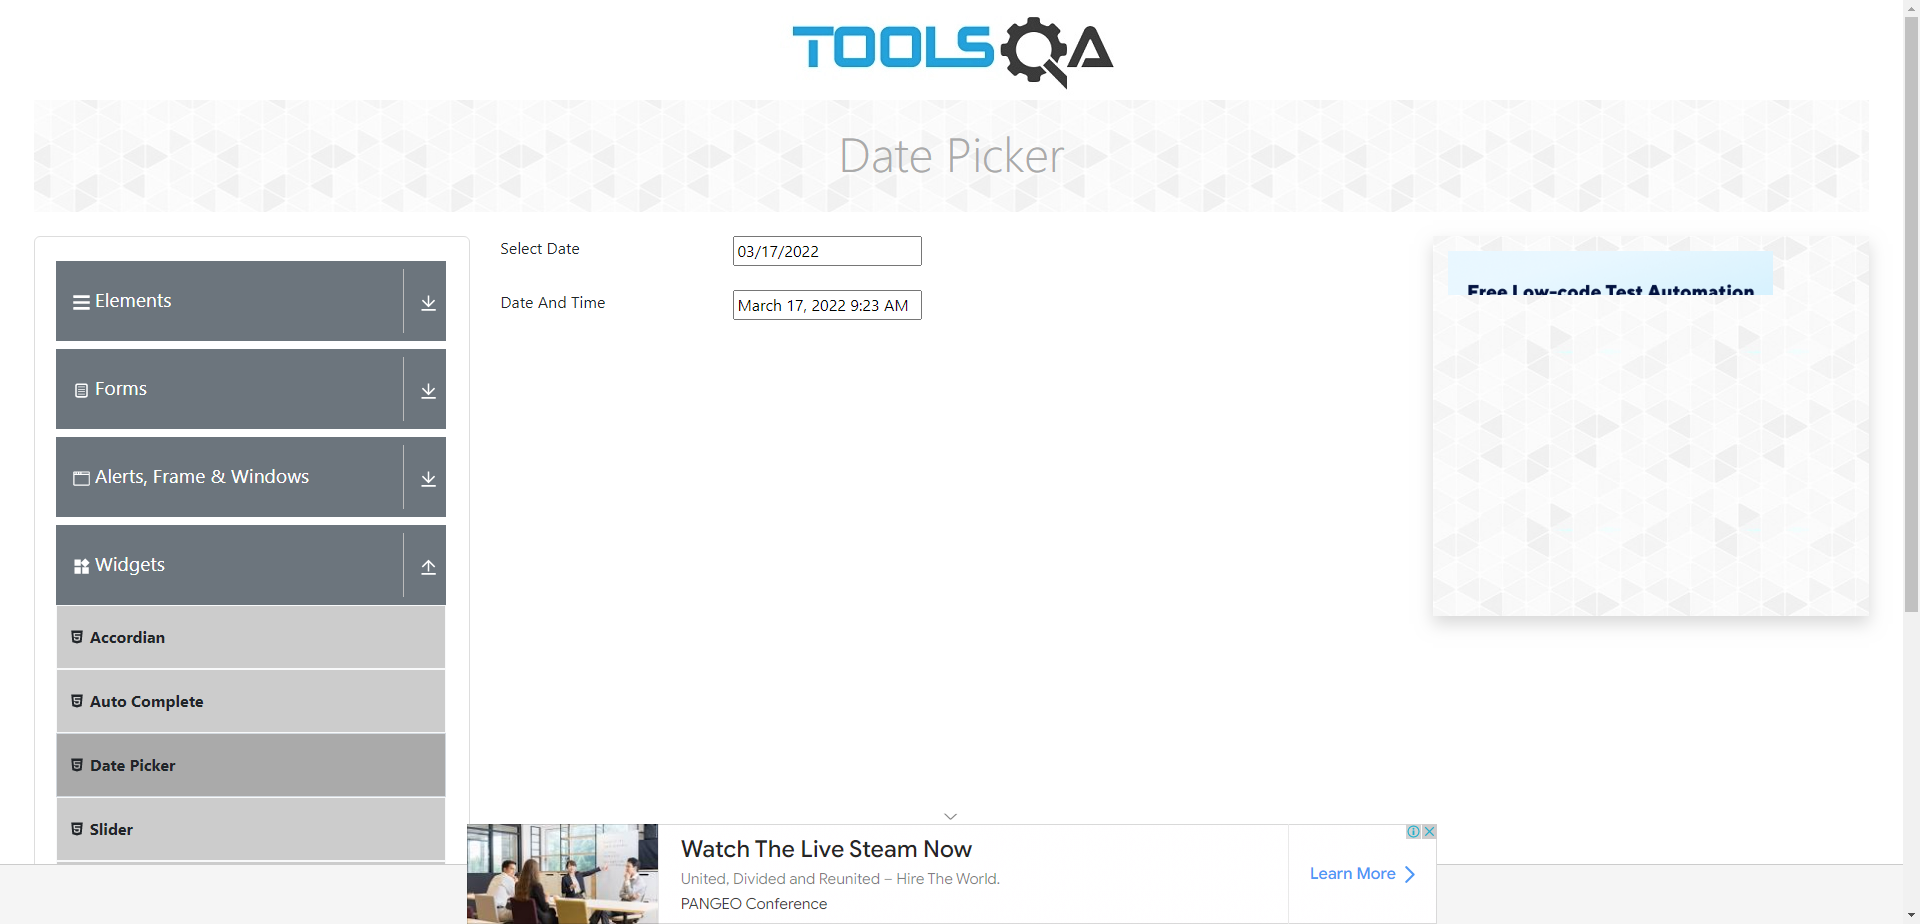 TOOLSQA
Date Picker
Elements
Forms
Alerts, Frame & Windows
Widgets
Accordian
Auto Complete
Date Picker
Slider
Select Date
03/17/2022
Date And Time
March 17, 2022 9:23 AM
Free Low-code Test Automation
Watch The Live Steam Now
United, Divided and Reunited – Hire The World.
PANGEO Conference
Learn More